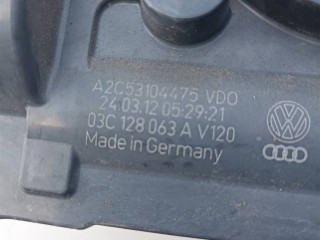 A2C53104475 VDO
24.03.12 05:29:21
03C 128 063 A V120
Made in Germany